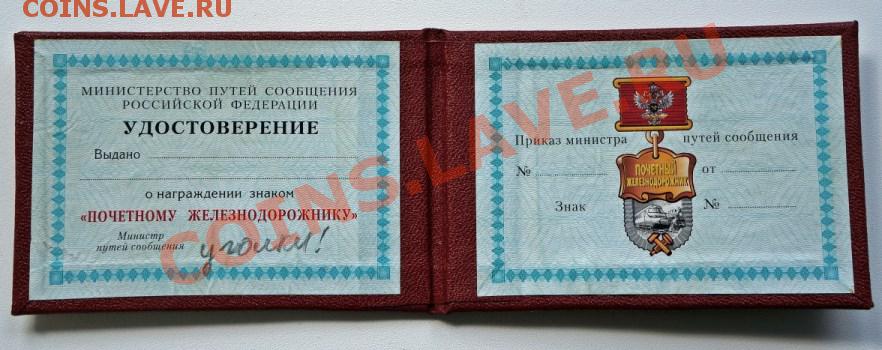 COINS.LAVE.RU
МИНИСТЕРСТВО ПУТЕЙ СООБЩЕНИЯ
РОССИЙСКОЙ ФЕДЕРАЦИИ
УДОСТОВЕРЕНИЕ
Выдано
о награждении знаком
«ПОЧЕТНОМУ ЖЕЛЕЗНОДОРОЖНИКУ»
Министр
путей сообщения
уголки!
Приказ министра путей сообщения
№ от
Знак №
ПОЧЕТНЫЙ
ЖЕЛЕЗНОДОРОЖНИК
COINS.LAVE.RU